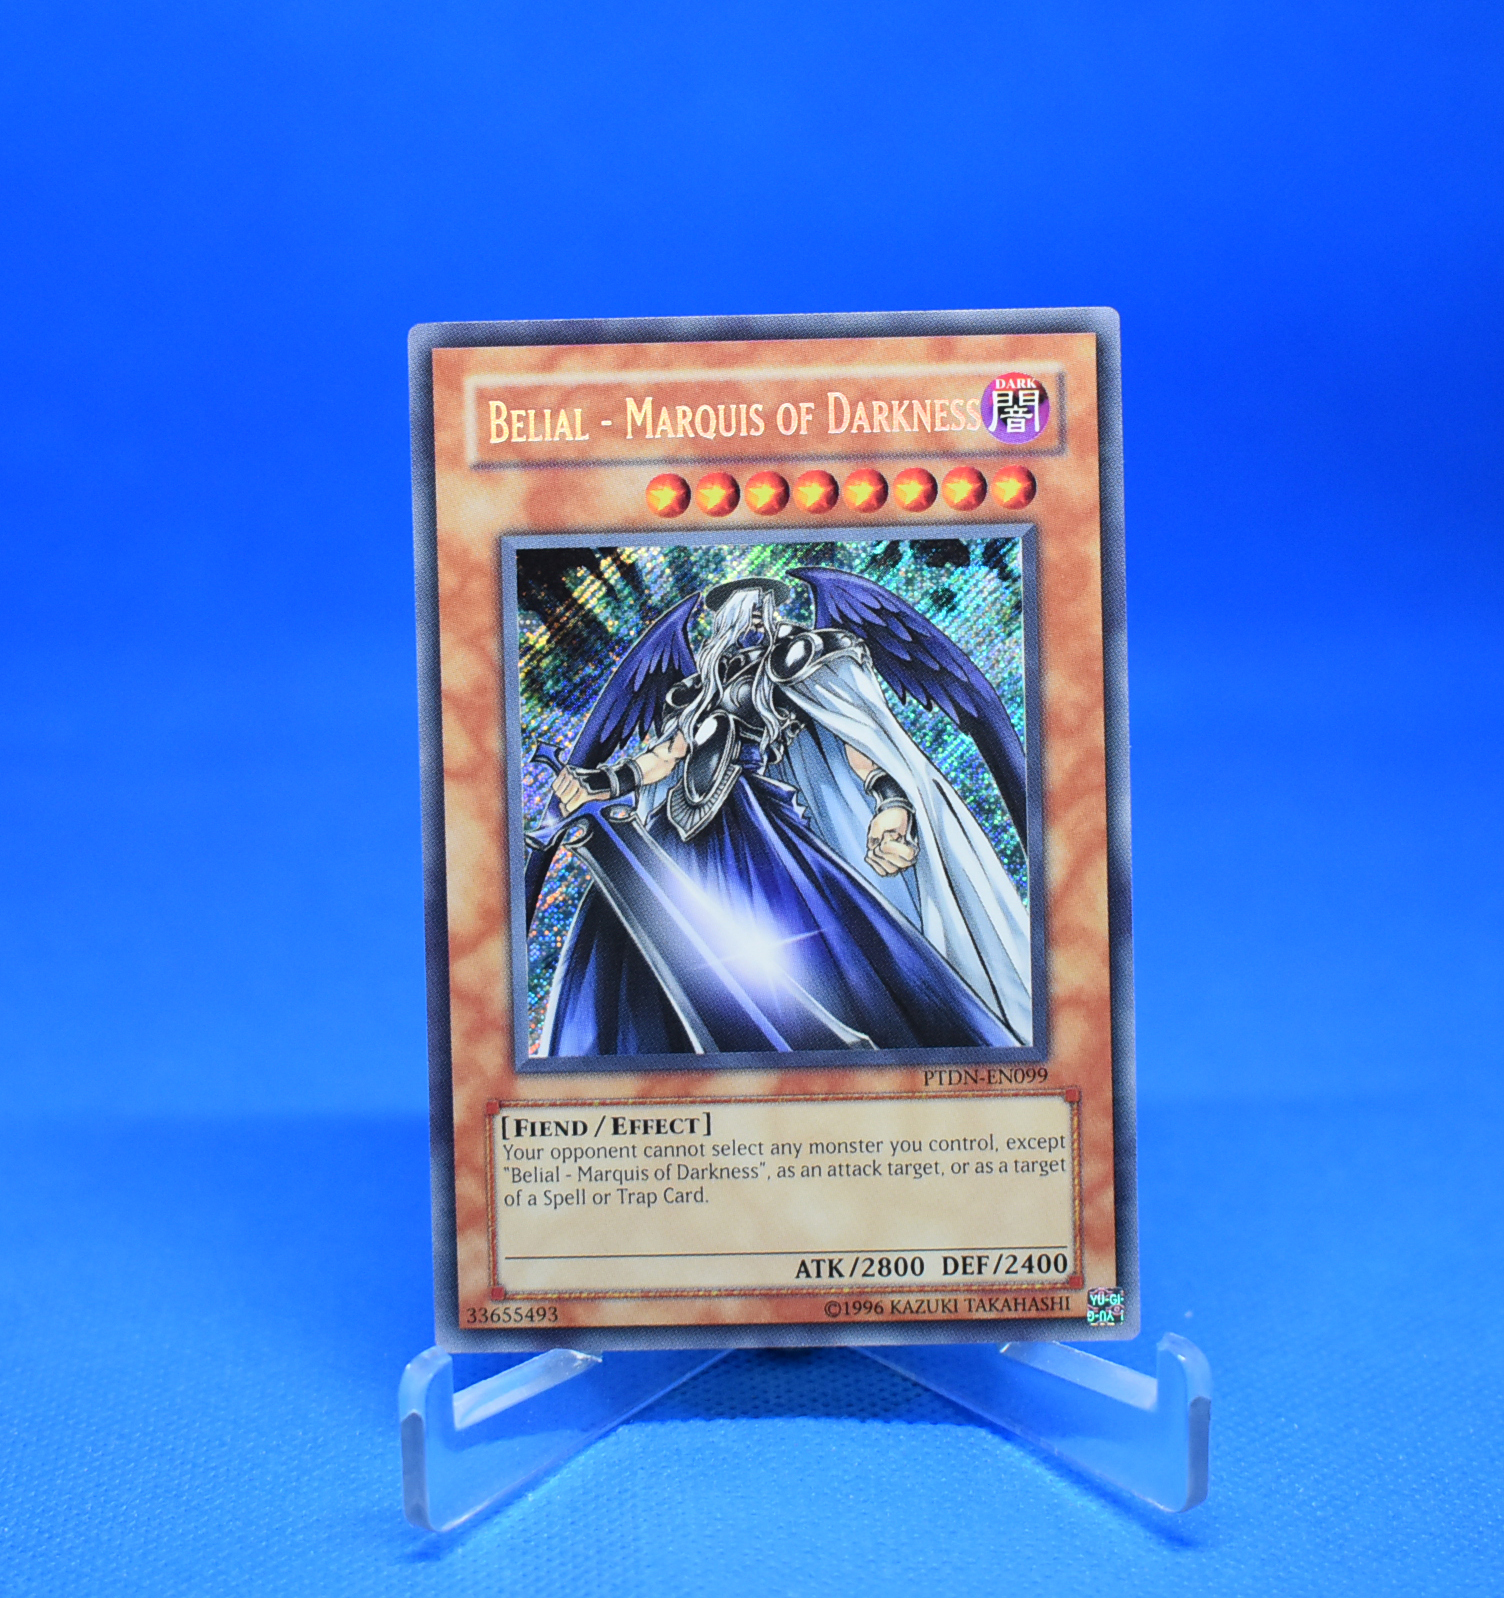 BELIAL - MARQUIS OF DARKNESS
DARK
闇
PTDN-EN099
[FIEND / EFFECT]
Your opponent cannot select any monster you control, except
"Belial - Marquis of Darkness", as an attack target, or as a target
of a Spell or Trap Card.
ATK/2800 DEF/2400
33655493
©1996 KAZUKI TAKAHASHI
YU-GI-